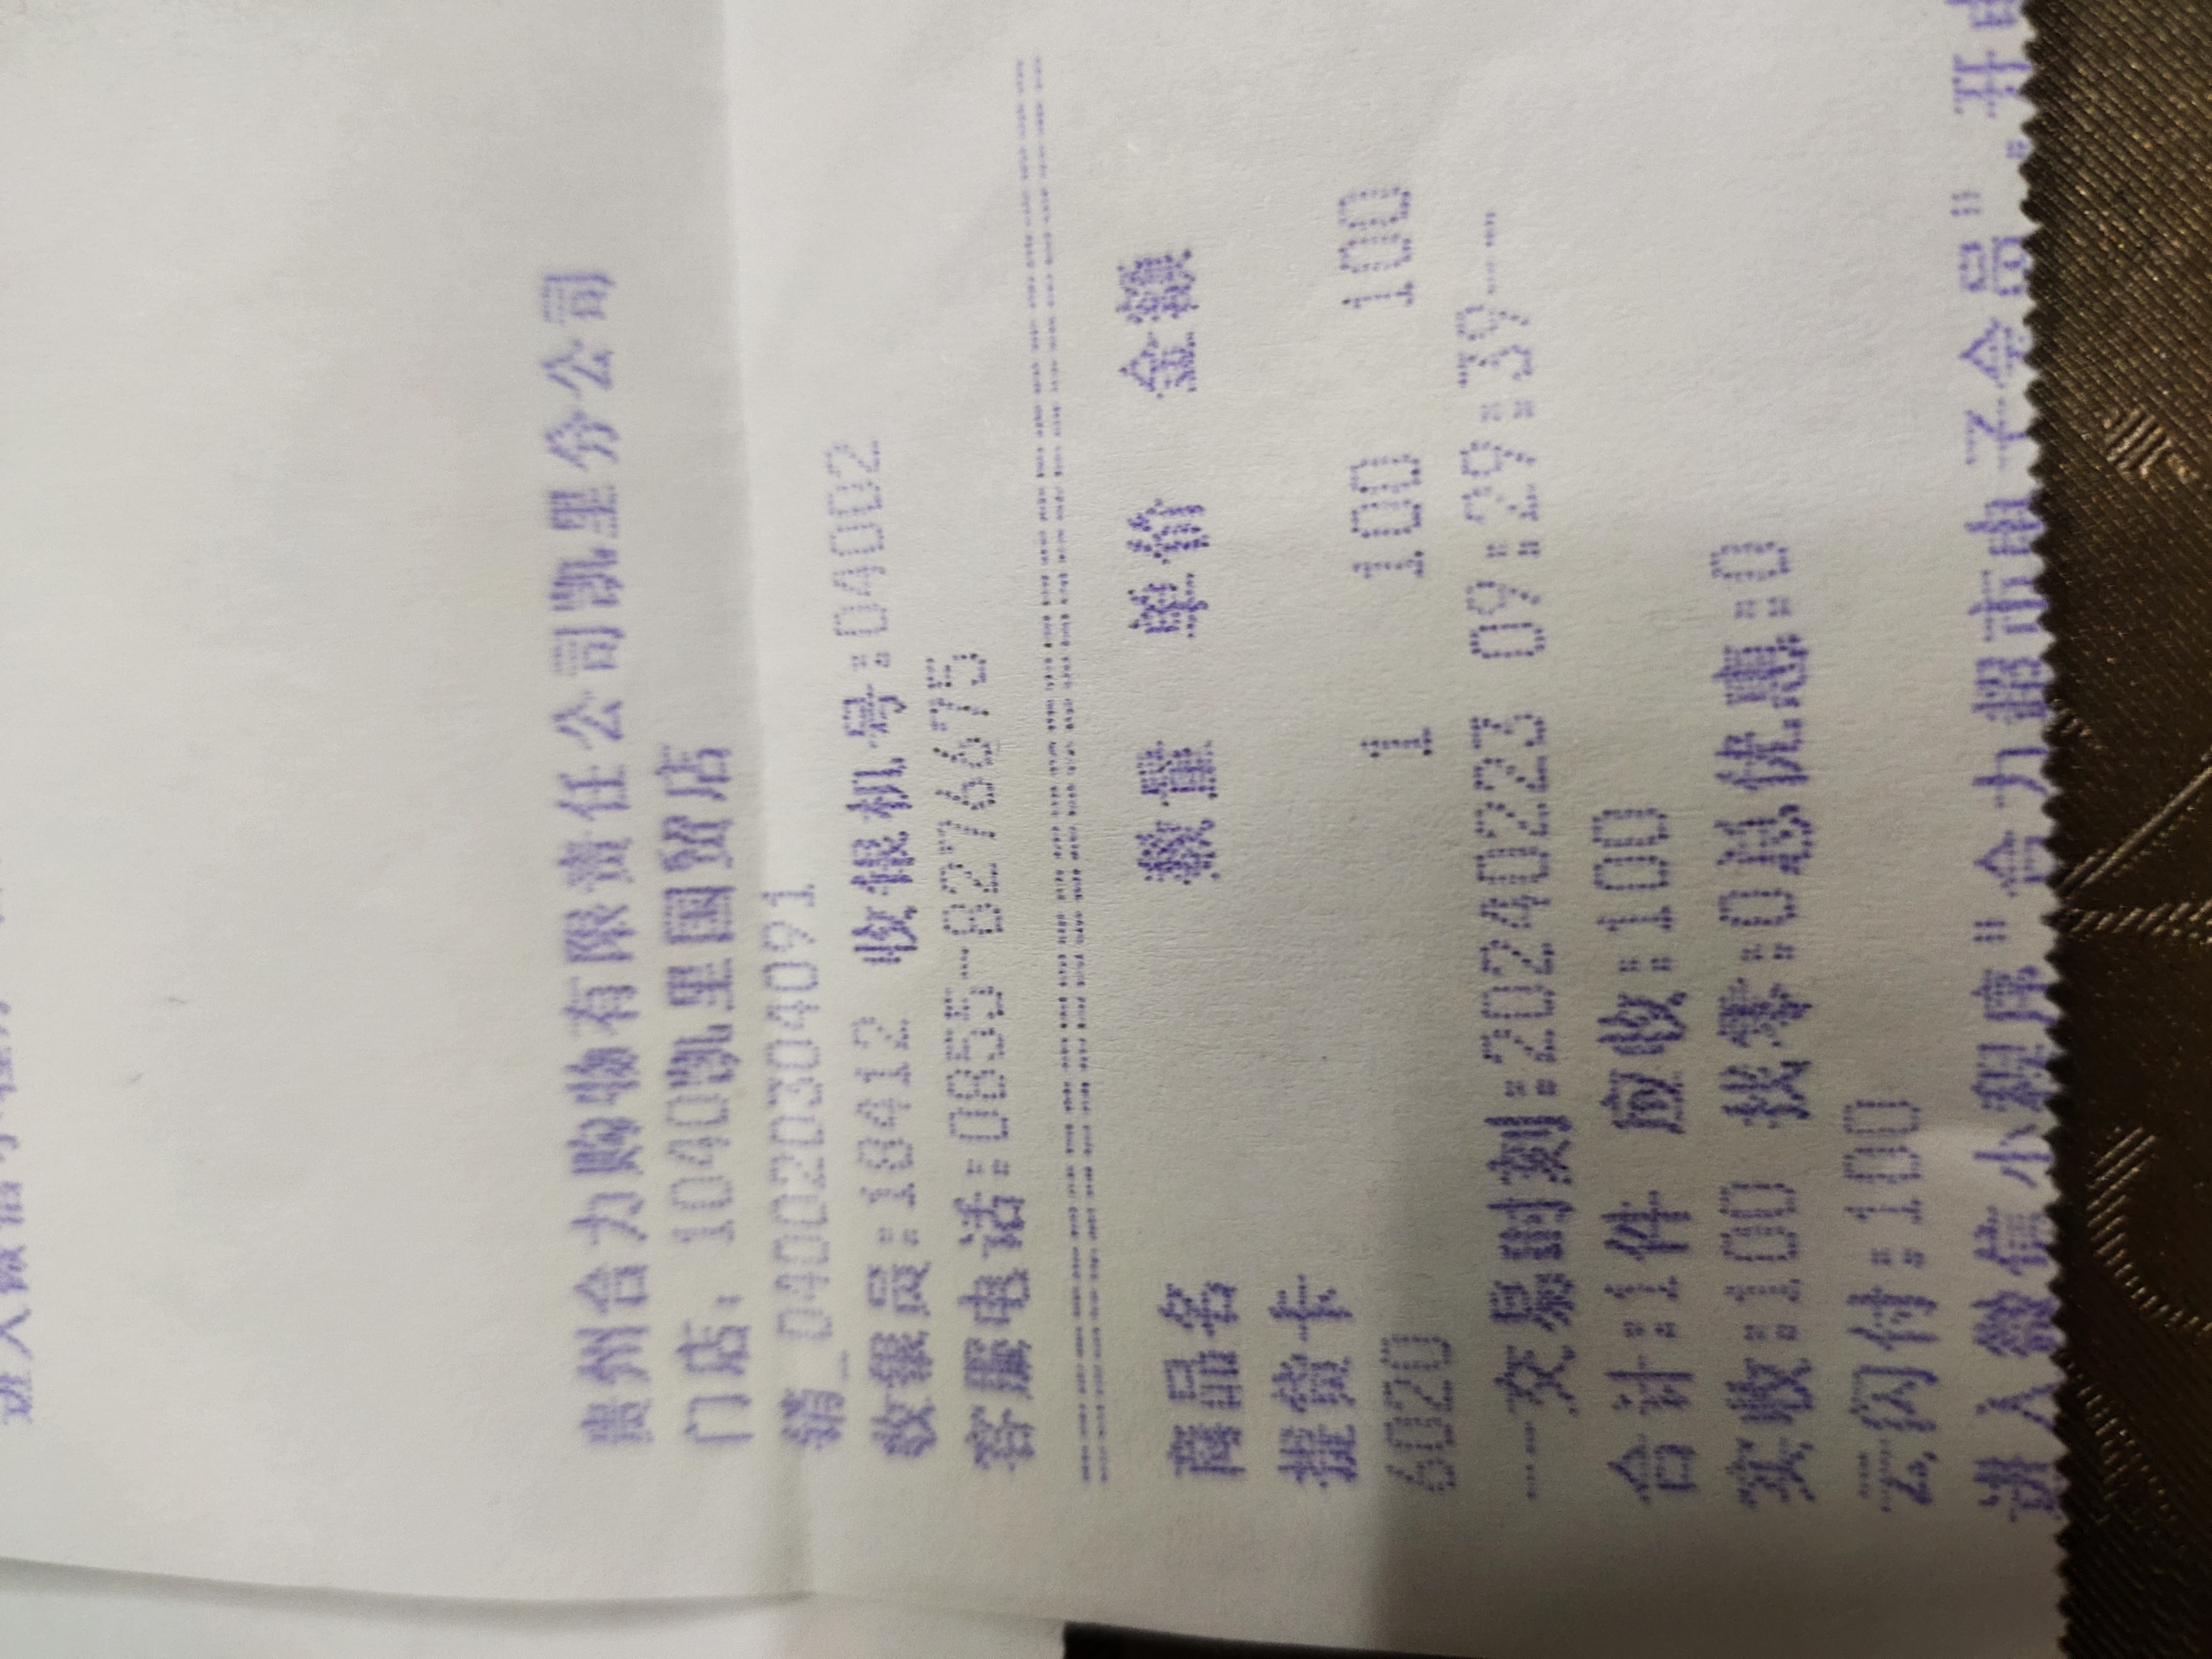 贵州合力购物有限责任公司凯里分公司
门店: 1040凯里国贸店
销_040020304091
收银员:18412 收银机号:04002
客服电话:0855-8276675
商品名 数量 单价 金额
提货卡
6020 1 100 100
--交易时刻:20240223 09:29:39--
合计:1件 应收:100
实收:100 找零:0总优惠:0
云闪付:100
进入微信小程序"合力超市电子会员",开电